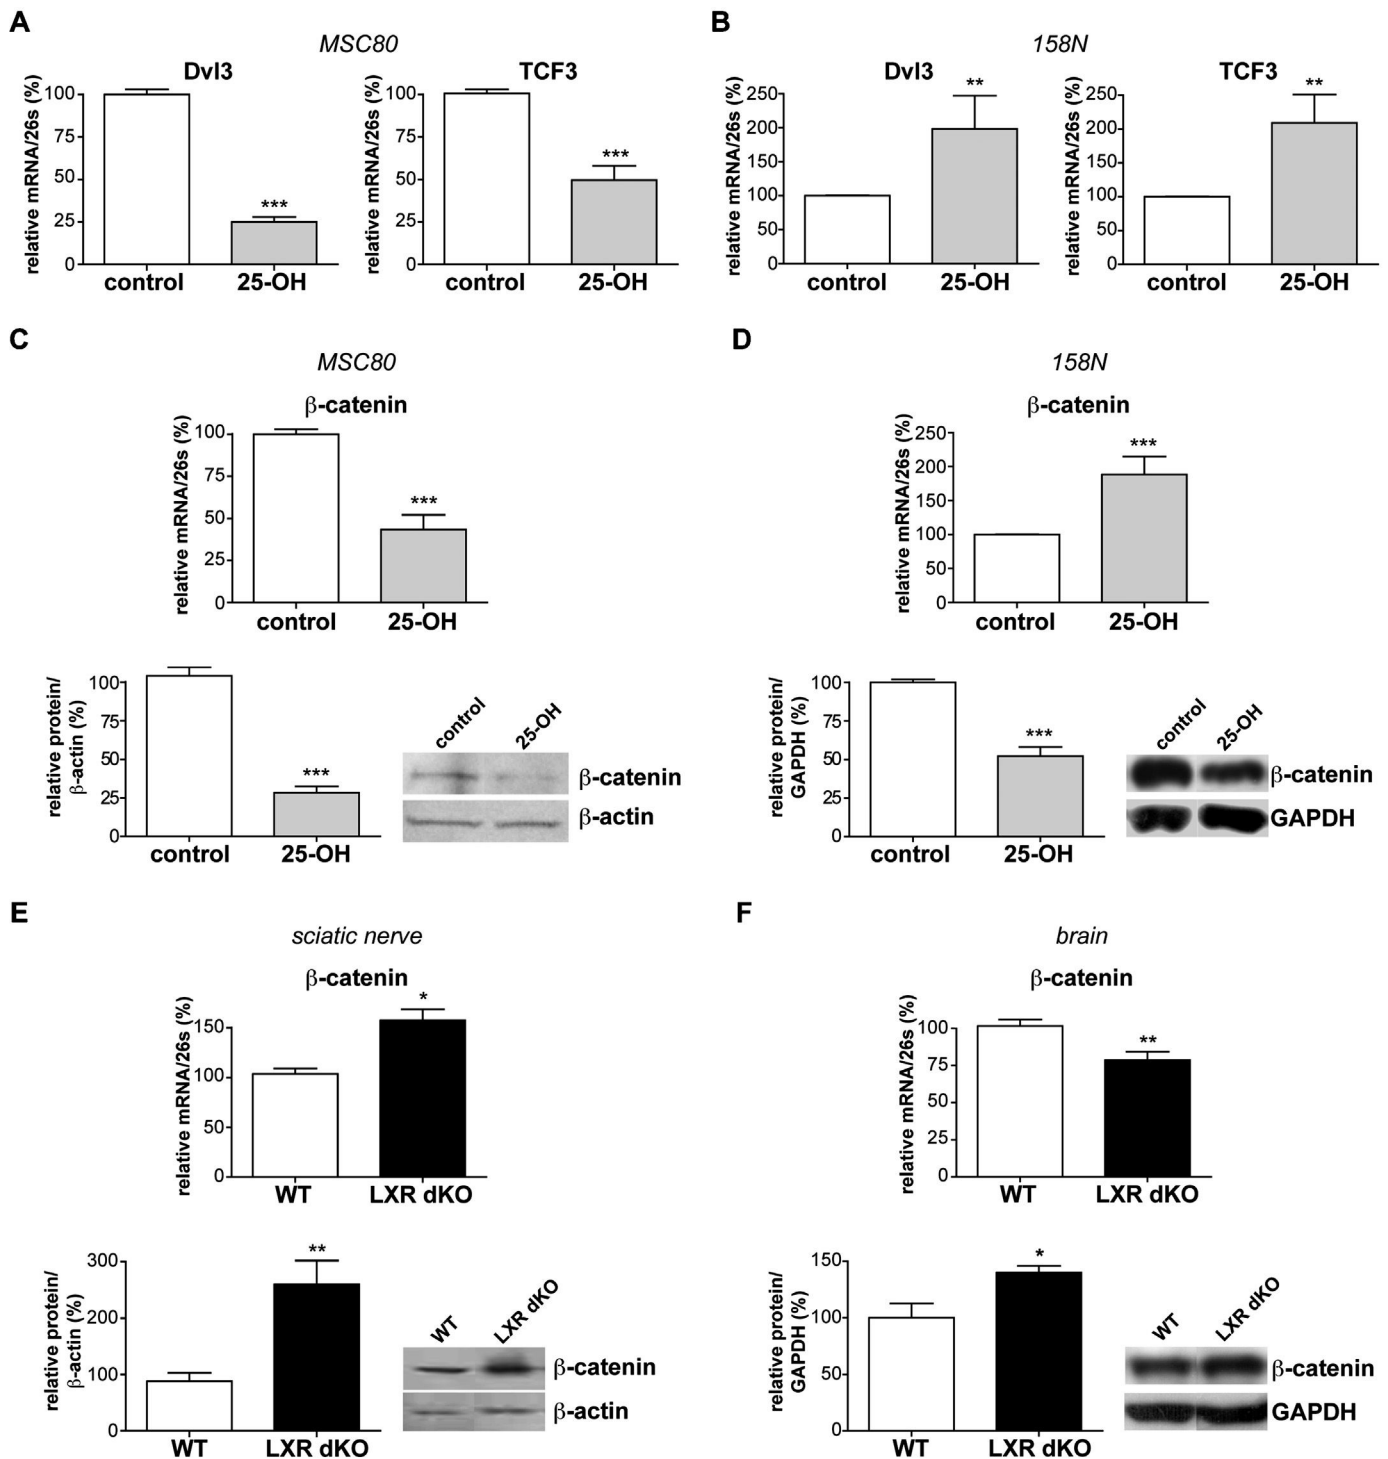 A
MSC80
Dvl3
relative mRNA/26s (%)
100
75
50
25
0
***
control
25-OH
TCF3
relative mRNA/26s (%)
100
75
50
25
0
***
control
25-OH
B
158N
Dvl3
relative mRNA/26s (%)
250
200
150
100
50
0
**
control
25-OH
TCF3
relative mRNA/26s (%)
250
200
150
100
50
0
**
control
25-OH
C
MSC80
β-catenin
relative mRNA/26s (%)
100
75
50
25
0
***
control
25-OH
relative protein/
β-actin (%)
100
75
50
25
0
***
control
25-OH
control
25-OH
β-catenin
β-actin
D
158N
β-catenin
relative mRNA/26s (%)
250
200
150
100
50
0
***
control
25-OH
relative protein/
GAPDH (%)
100
75
50
25
0
***
control
25-OH
control
25-OH
β-catenin
GAPDH
E
sciatic nerve
β-catenin
relative mRNA/26s (%)
150
100
50
0
*
WT
LXR dKO
relative protein/
β-actin (%)
300
200
100
0
**
WT
LXR dKO
WT
LXR dKO
β-catenin
β-actin
F
brain
β-catenin
relative mRNA/26s (%)
100
75
50
25
0
**
WT
LXR dKO
relative protein/
GAPDH (%)
150
100
50
0
*
WT
LXR dKO
WT
LXR dKO
β-catenin
GAPDH